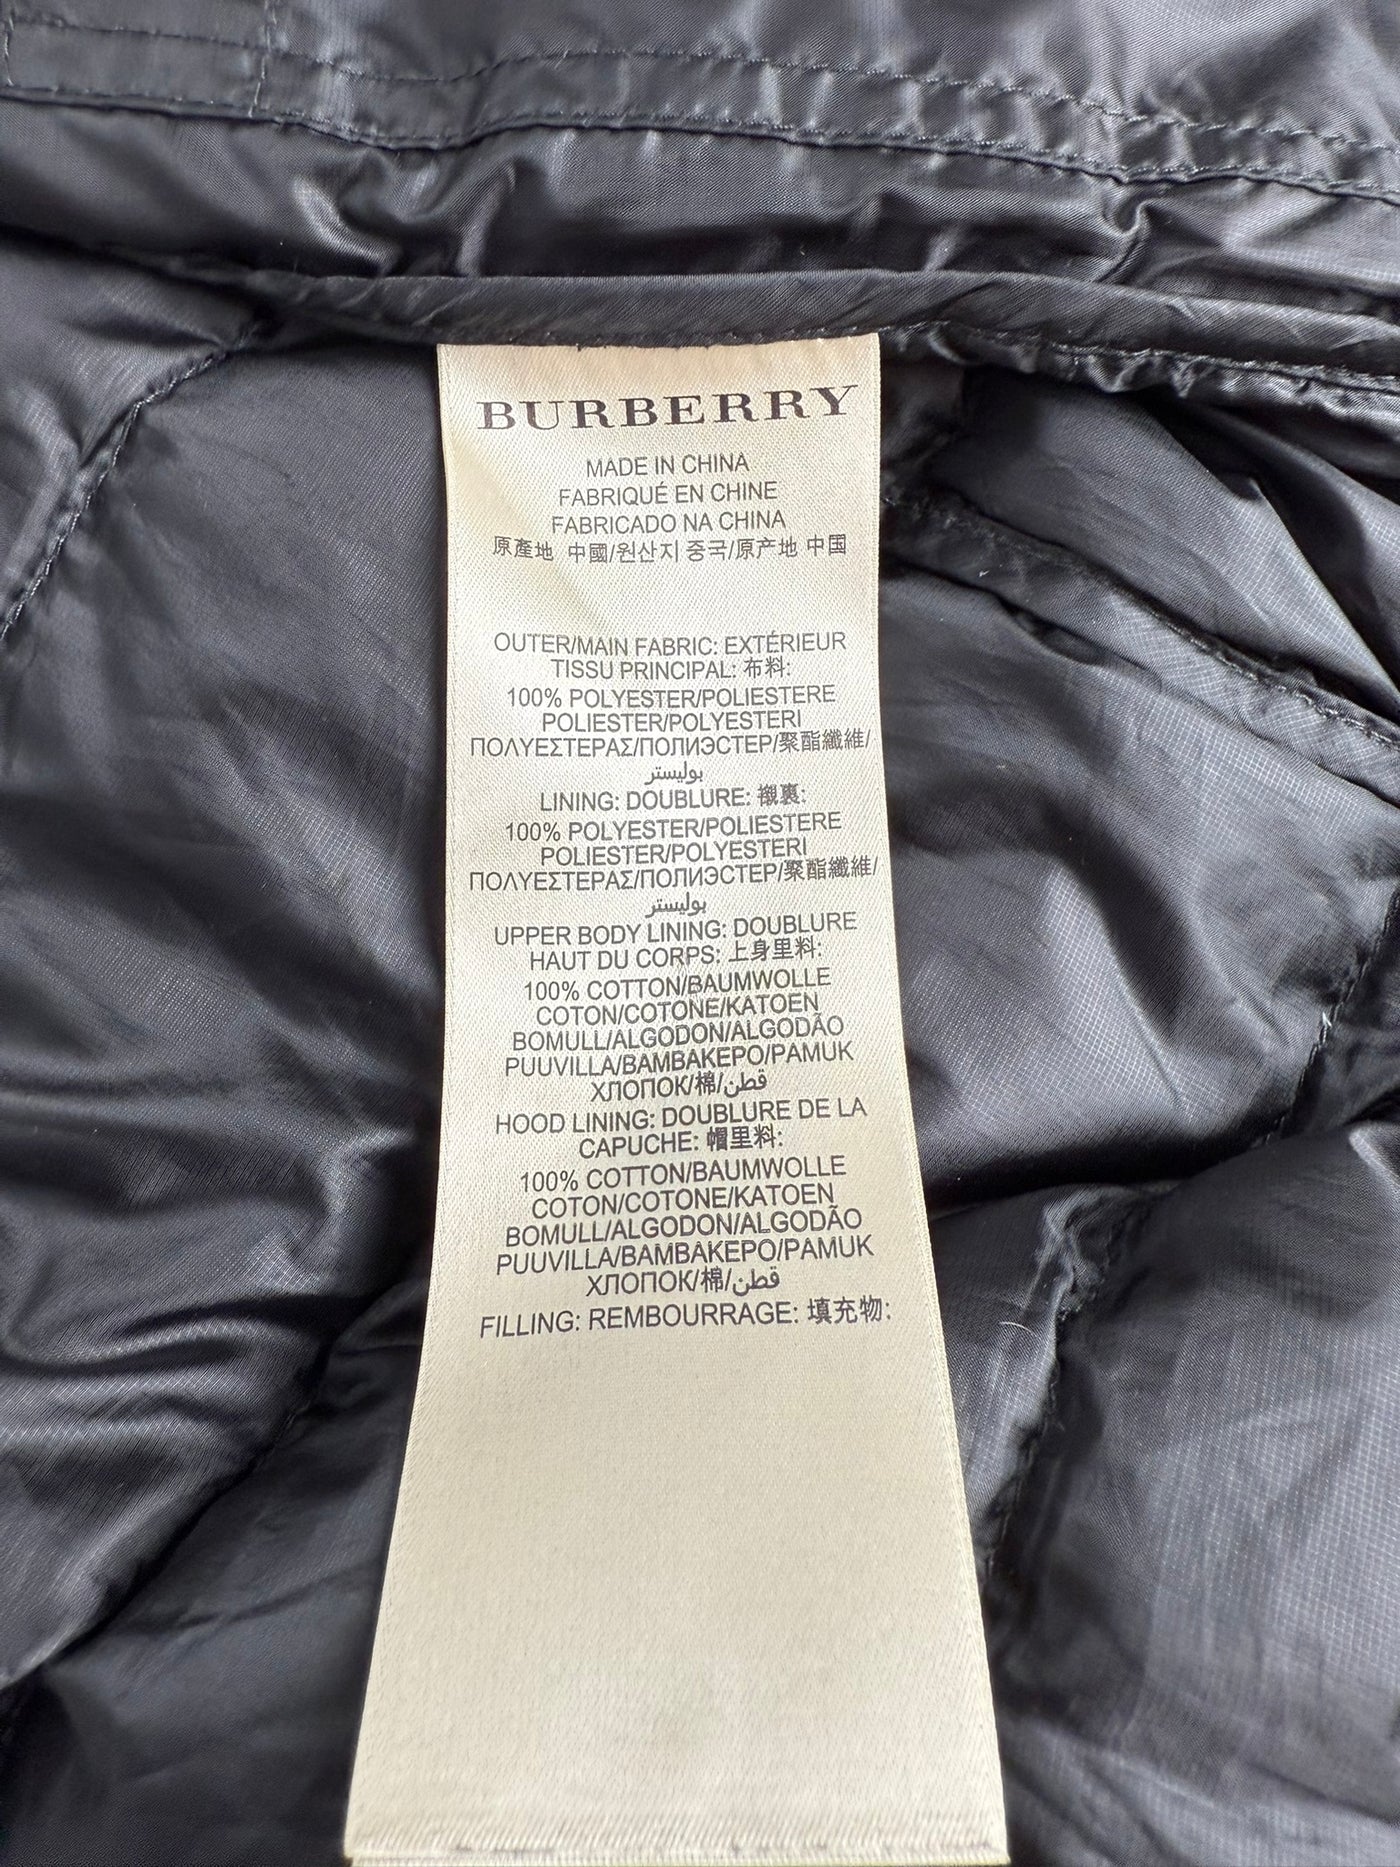 BURBERRY
MADE IN CHINA
FABRIQUÉ EN CHINE
FABRICADO NA CHINA
原產地 中國/원산지 중국/原产地 中国
OUTER/MAIN FABRIC: EXTÉRIEUR
TISSU PRINCIPAL: 布料:
100% POLYESTER/POLIESTERE
POLIESTER/POLYESTERI
ΠΟΛΥΕΣΤΕΡΑΣ/ПОЛИЭСТЕР/聚酯纖維/
بوليستر
LINING: DOUBLURE: 襯裏:
100% POLYESTER/POLIESTERE
POLIESTER/POLYESTERI
ΠΟΛΥΕΣΤΕΡΑΣ/ПОЛИЭСТЕР/聚酯纖維/
بوليستر
UPPER BODY LINING: DOUBLURE
HAUT DU CORPS: 上身里料:
100% COTTON/BAUMWOLLE
COTON/COTONE/KATOEN
BOMULL/ALGODON/ALGODÃO
PUUVILLA/ΒΑΜΒΑΚΕΡΟ/PAMUK
ХЛОПОК/棉/قطن
HOOD LINING: DOUBLURE DE LA
CAPUCHE: 帽里料:
100% COTTON/BAUMWOLLE
COTON/COTONE/KATOEN
BOMULL/ALGODON/ALGODÃO
PUUVILLA/ΒΑΜΒΑΚΕΡΟ/PAMUK
ХЛОПОК/棉/قطن
FILLING: REMBOURRAGE: 填充物: